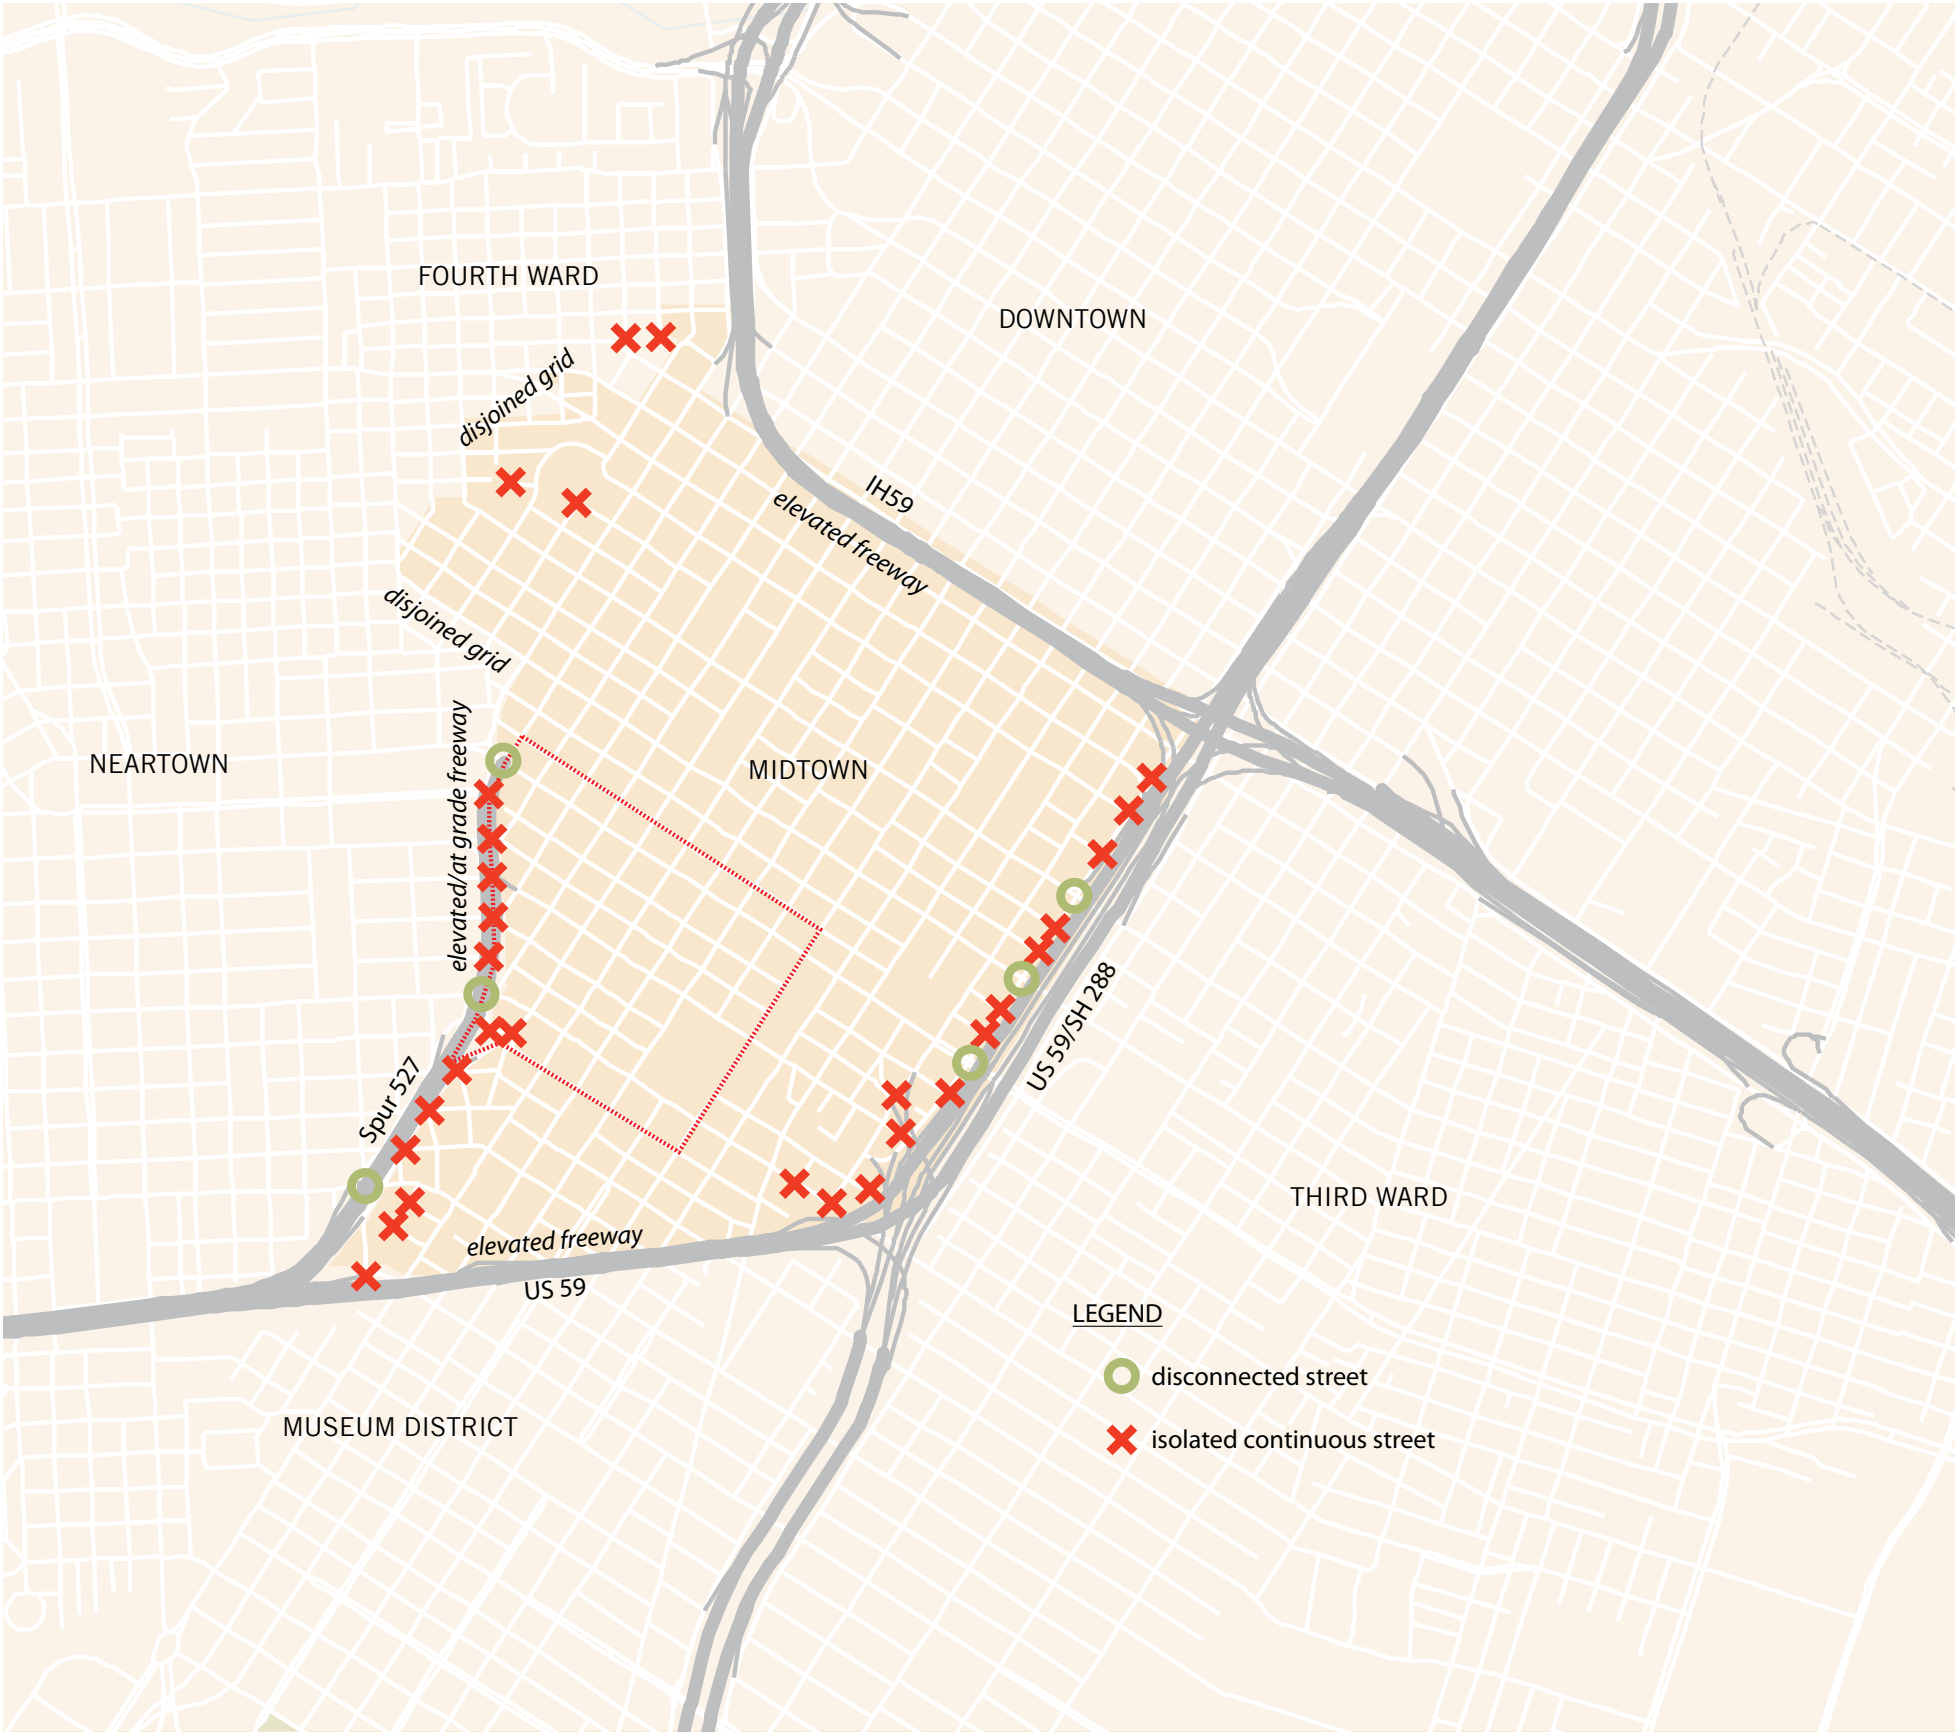 FOURTH WARD
DOWNTOWN
disjoined grid
IH59
elevated freeway
disjoined grid
elevated/at grade freeway
NEARTOWN
MIDTOWN
US 59/SH 288
Spur 527
THIRD WARD
elevated freeway
US 59
LEGEND
disconnected street
isolated continuous street
MUSEUM DISTRICT